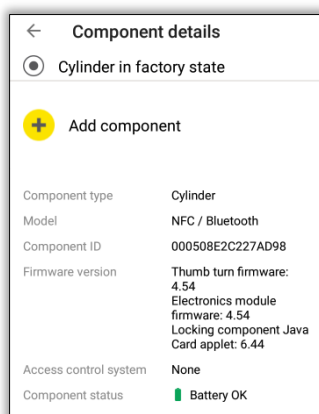 Component details
Cylinder in factory state
Add component
Component type Cylinder
Model NFC / Bluetooth
Component ID 000508E2C227AD98
Firmware version Thumb turn firmware:
4.54
Electronics module
firmware: 4.54
Locking component Java
Card applet: 6.44
Access control system None
Component status Battery OK